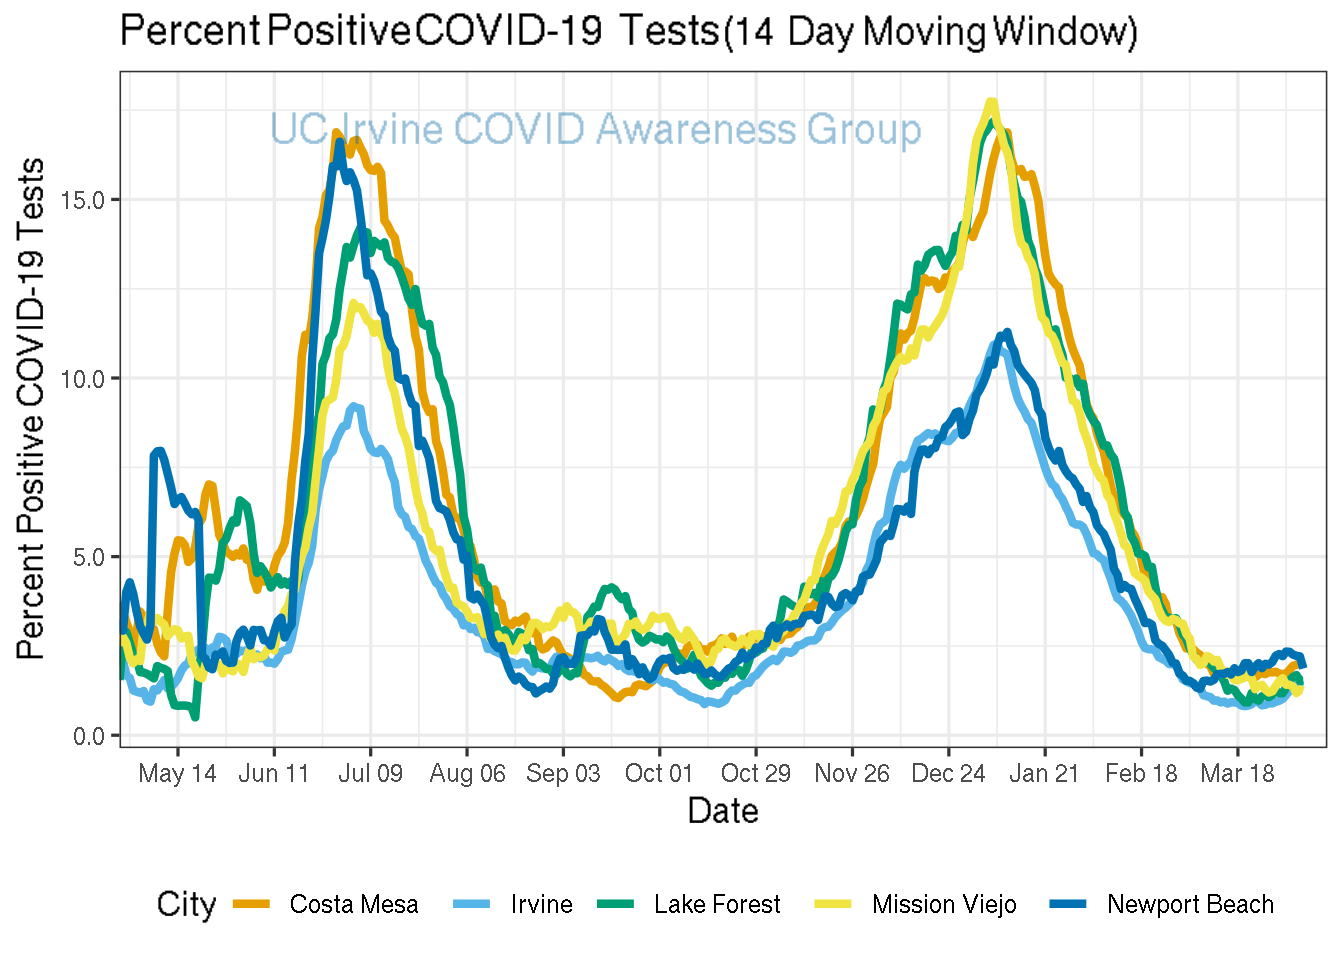 Percent Positive COVID-19 Tests (14 Day Moving Window)
UC Irvine COVID Awareness Group
Percent Positive COVID-19 Tests
15.0
10.0
5.0
0.0
May 14 Jun 11 Jul 09 Aug 06 Sep 03 Oct 01 Oct 29 Nov 26 Dec 24 Jan 21 Feb 18 Mar 18
Date
City Costa Mesa Irvine Lake Forest Mission Viejo Newport Beach